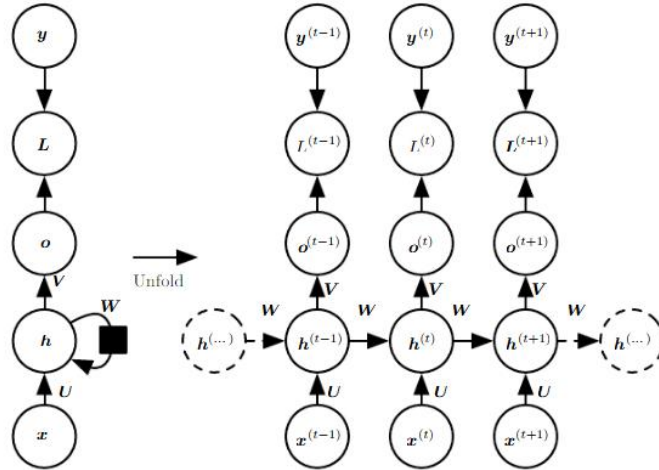 y y^{(t-1)} y^{(t)} y^{(t+1)}
L L^{(t-1)} L^{(t)} L^{(t+1)}
o o^{(t-1)} o^{(t)} o^{(t+1)}
Unfold
V V V V
W W W W W
h h^{(...)} h^{(t-1)} h^{(t)} h^{(t+1)} h^{(...)}
U U U U
x x^{(t-1)} x^{(t)} x^{(t+1)}